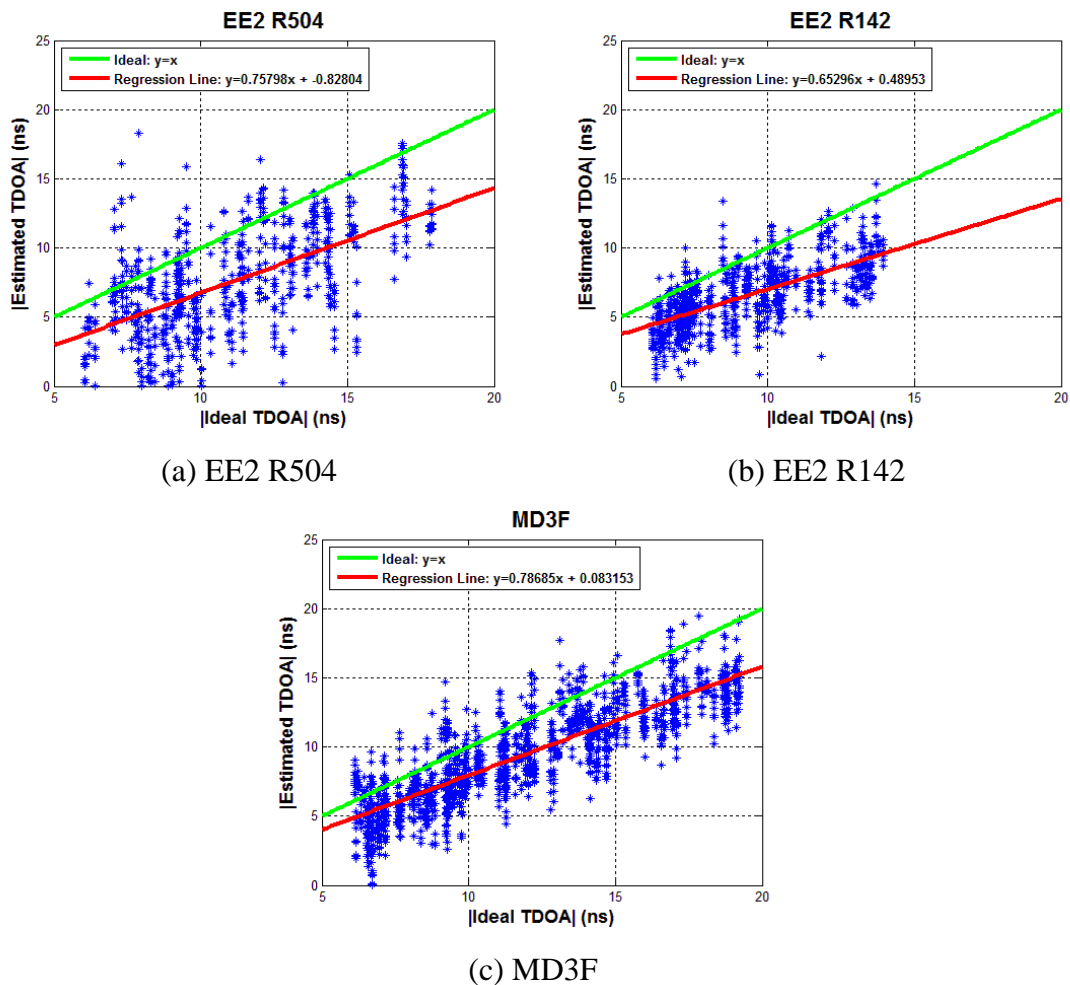 EE2 R504
25
20
15
10
5
0
5
10
15
20
|Estimated TDOA| (ns)
|Ideal TDOA| (ns)
Ideal: y=x
Regression Line: y=0.75798x + -0.82804
(a) EE2 R504
EE2 R142
25
20
15
10
5
0
5
10
15
20
|Estimated TDOA| (ns)
|Ideal TDOA| (ns)
Ideal: y=x
Regression Line: y=0.65296x + 0.48953
(b) EE2 R142
MD3F
25
20
15
10
5
0
5
10
15
20
|Estimated TDOA| (ns)
|Ideal TDOA| (ns)
Ideal: y=x
Regression Line: y=0.78685x + 0.083153
(c) MD3F